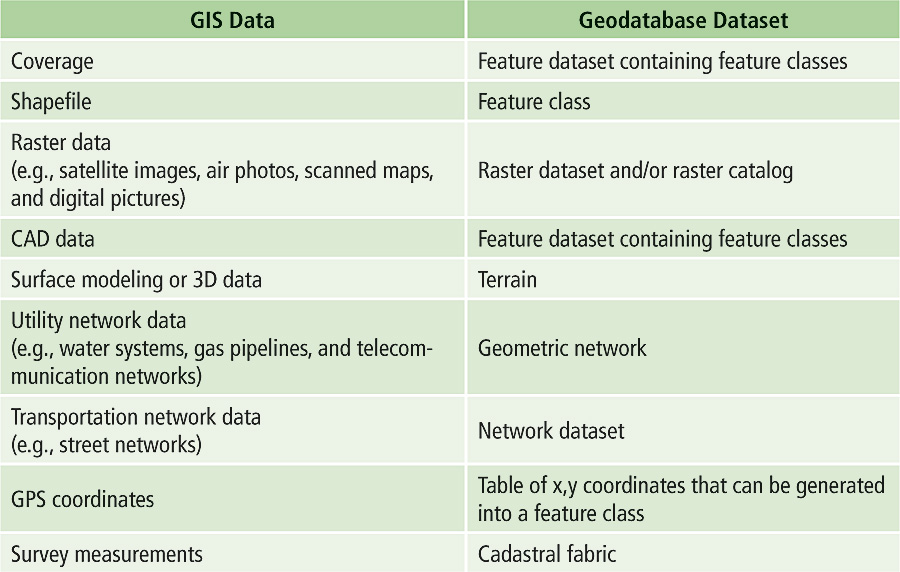 GIS Data
Geodatabase Dataset
Coverage
Feature dataset containing feature classes
Shapefile
Feature class
Raster data
(e.g., satellite images, air photos, scanned maps,
and digital pictures)
Raster dataset and/or raster catalog
CAD data
Feature dataset containing feature classes
Surface modeling or 3D data
Terrain
Utility network data
(e.g., water systems, gas pipelines, and telecom-
munication networks)
Geometric network
Transportation network data
(e.g., street networks)
Network dataset
GPS coordinates
Table of x,y coordinates that can be generated
into a feature class
Survey measurements
Cadastral fabric